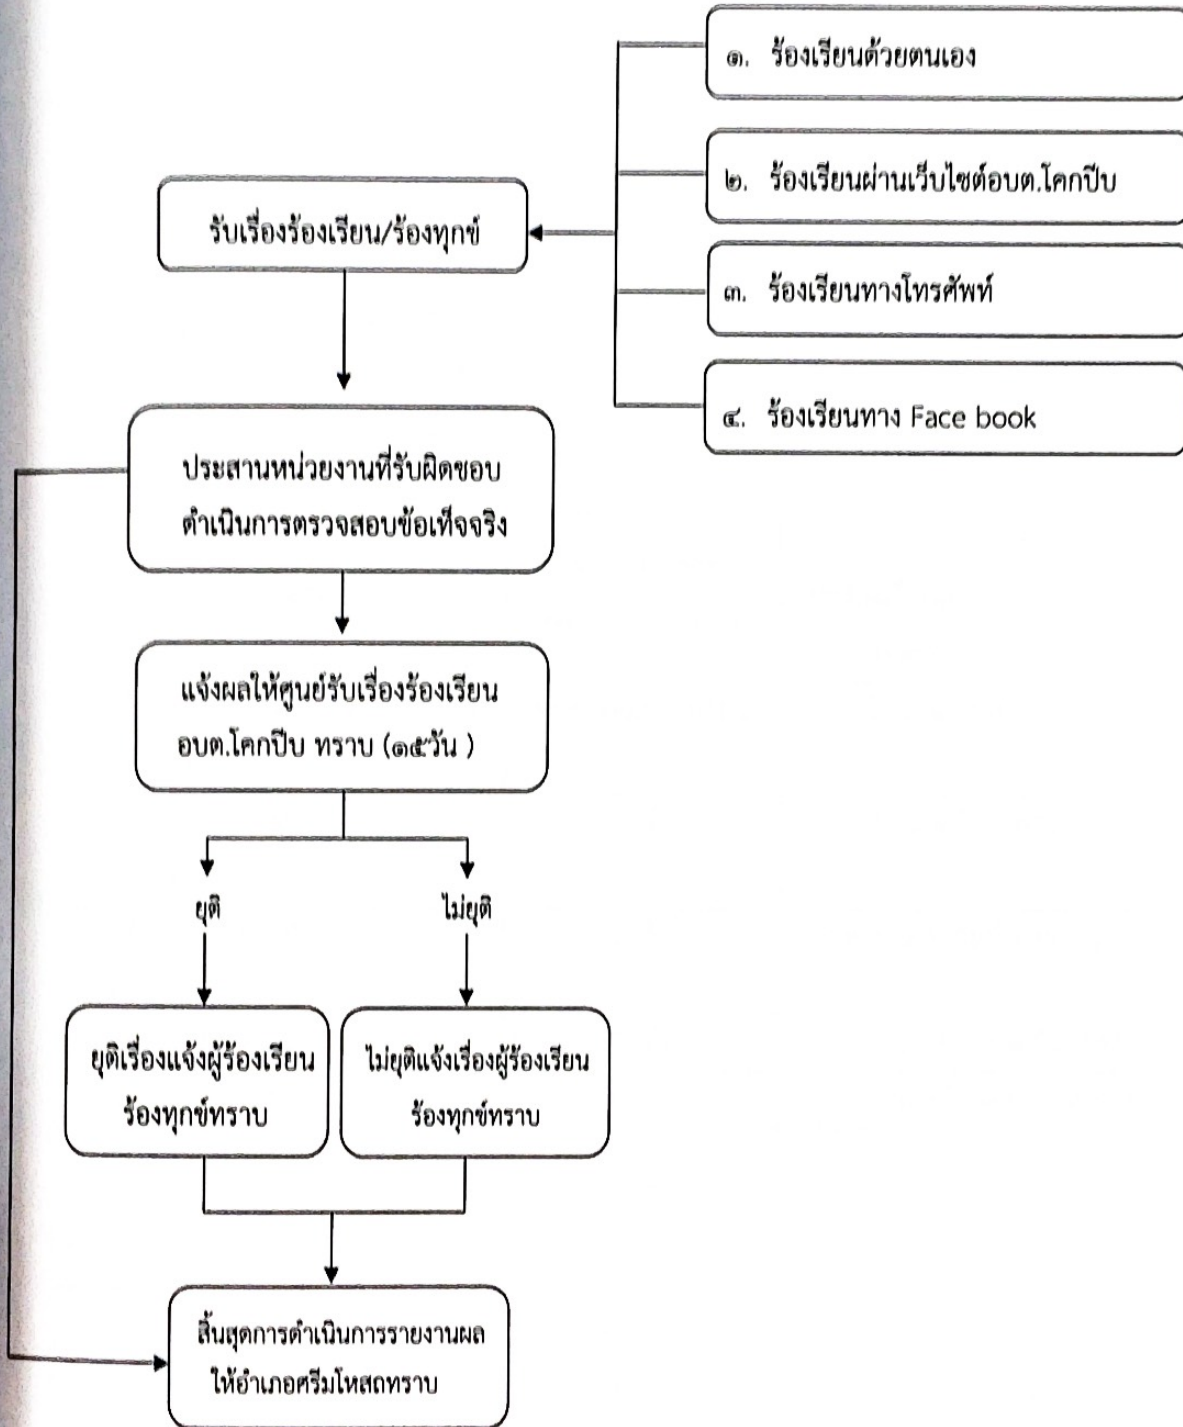 ๑. ร้องเรียนด้วยตนเอง
๒. ร้องเรียนผ่านเว็บไซต์อบต.โคกปีบ
รับเรื่องร้องเรียน/ร้องทุกข์
๓. ร้องเรียนทางโทรศัพท์
๔. ร้องเรียนทาง Face book
ประสานหน่วยงานที่รับผิดชอบ
ดำเนินการตรวจสอบข้อเท็จจริง
แจ้งผลให้ศูนย์รับเรื่องร้องเรียน
อบต.โคกปีบ ทราบ (๑๕วัน )
ยุติ
ไม่ยุติ
ยุติเรื่องแจ้งผู้ร้องเรียน
ร้องทุกข์ทราบ
ไม่ยุติแจ้งเรื่องผู้ร้องเรียน
ร้องทุกข์ทราบ
สิ้นสุดการดำเนินการรายงานผล
ให้อำเภอศรีมโหสถทราบ